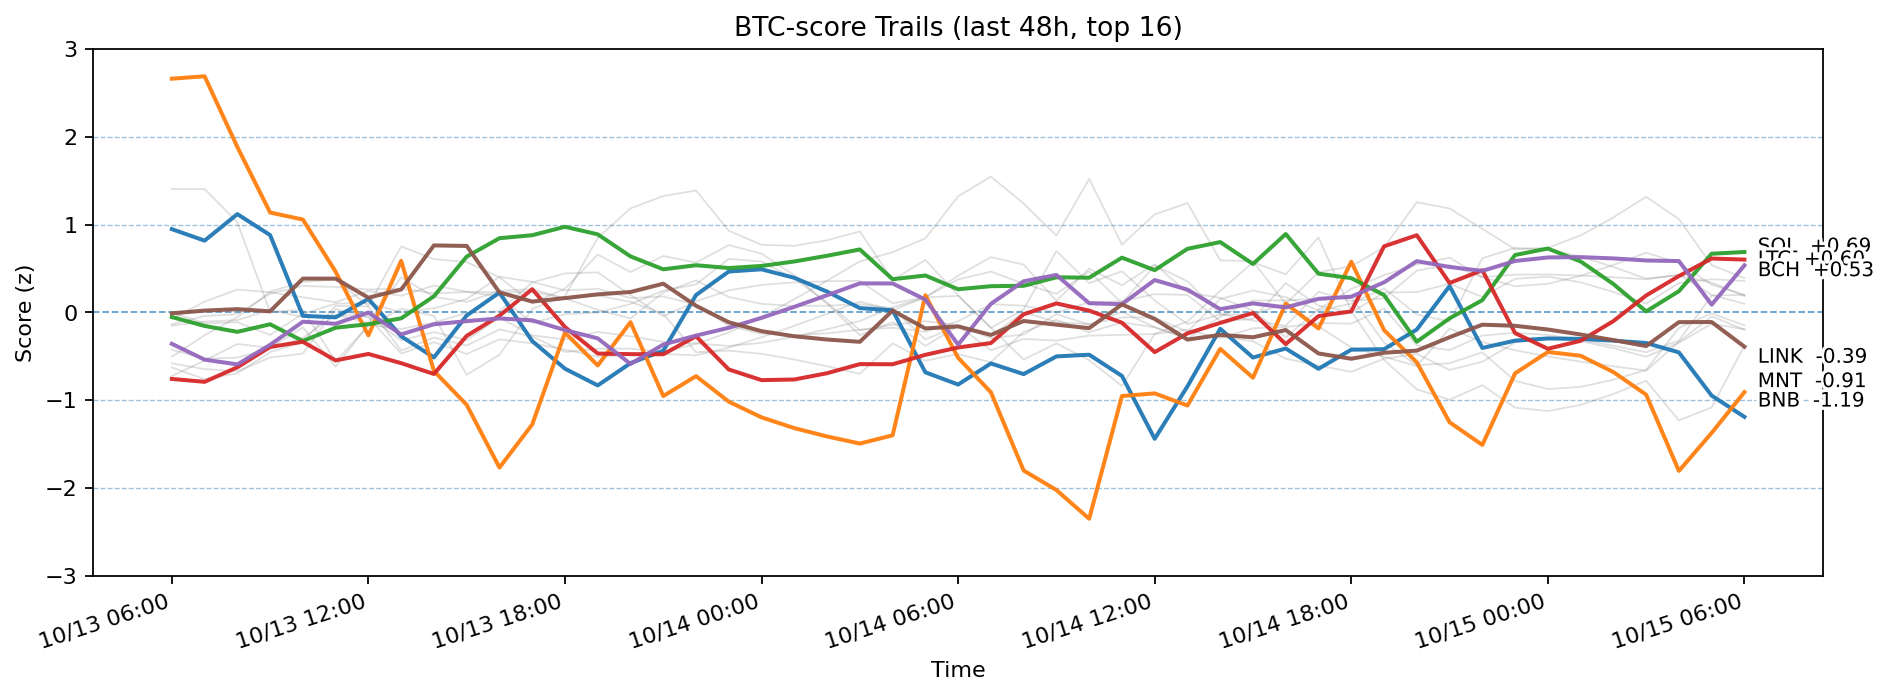 BTC-score Trails (last 48h, top 16)
Score (z)
3
2
1
0
−1
−2
−3
SOL +0.69
LTC +0.60
BCH +0.53
LINK -0.39
MNT -0.91
BNB -1.19
10/13 06:00
10/13 12:00
10/13 18:00
10/14 00:00
10/14 06:00
10/14 12:00
10/14 18:00
10/15 00:00
10/15 06:00
Time